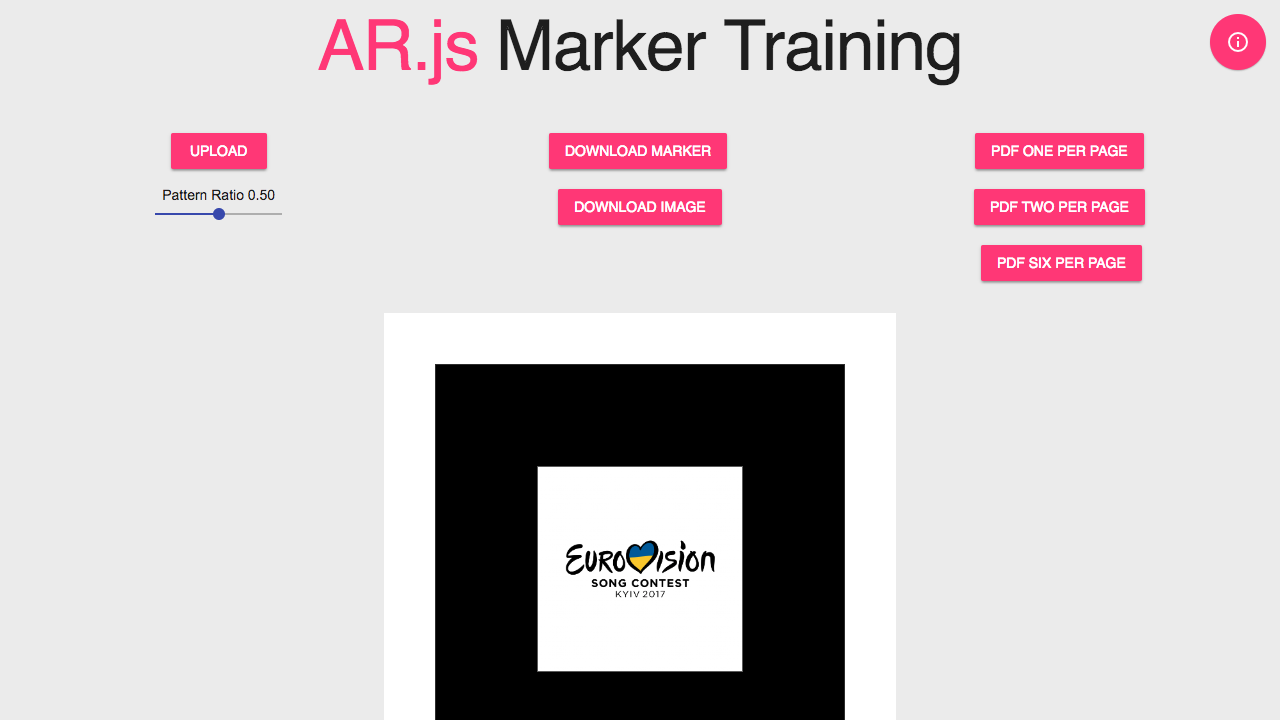 AR.js Marker Training
UPLOAD
Pattern Ratio 0.50
DOWNLOAD MARKER
DOWNLOAD IMAGE
PDF ONE PER PAGE
PDF TWO PER PAGE
PDF SIX PER PAGE
EUROVISION
SONG CONTEST
KYIV 2017